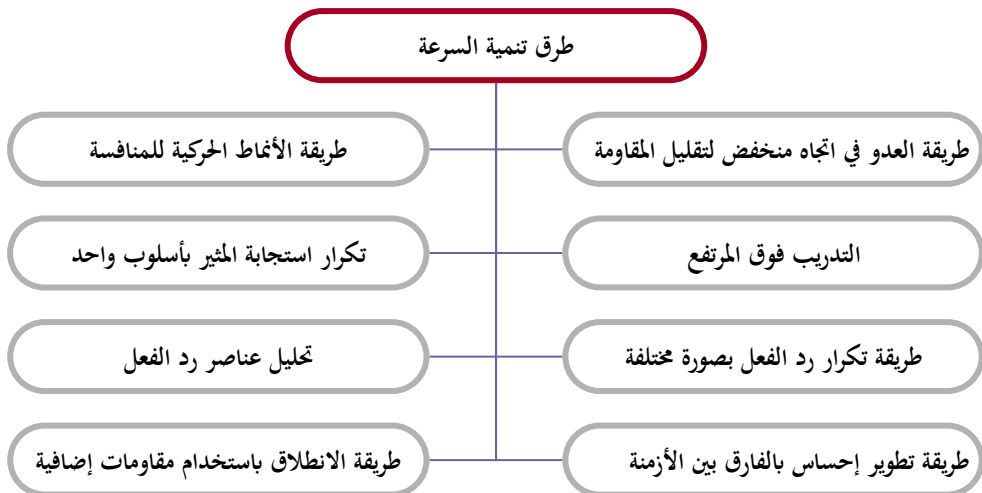 طرق تنمية السرعة
طريقة العدو في اتجاه منخفض لتقليل المقاومة
طريقة الأنماط الحركية للمنافسة
التدريب فوق المرتفع
تكرار استجابة المثير بأسلوب واحد
طريقة تكرار رد الفعل بصورة مختلفة
تحليل عناصر رد الفعل
طريقة تطوير إحساس بالفارق بين الأزمنة
طريقة الانطلاق باستخدام مقاومات إضافية